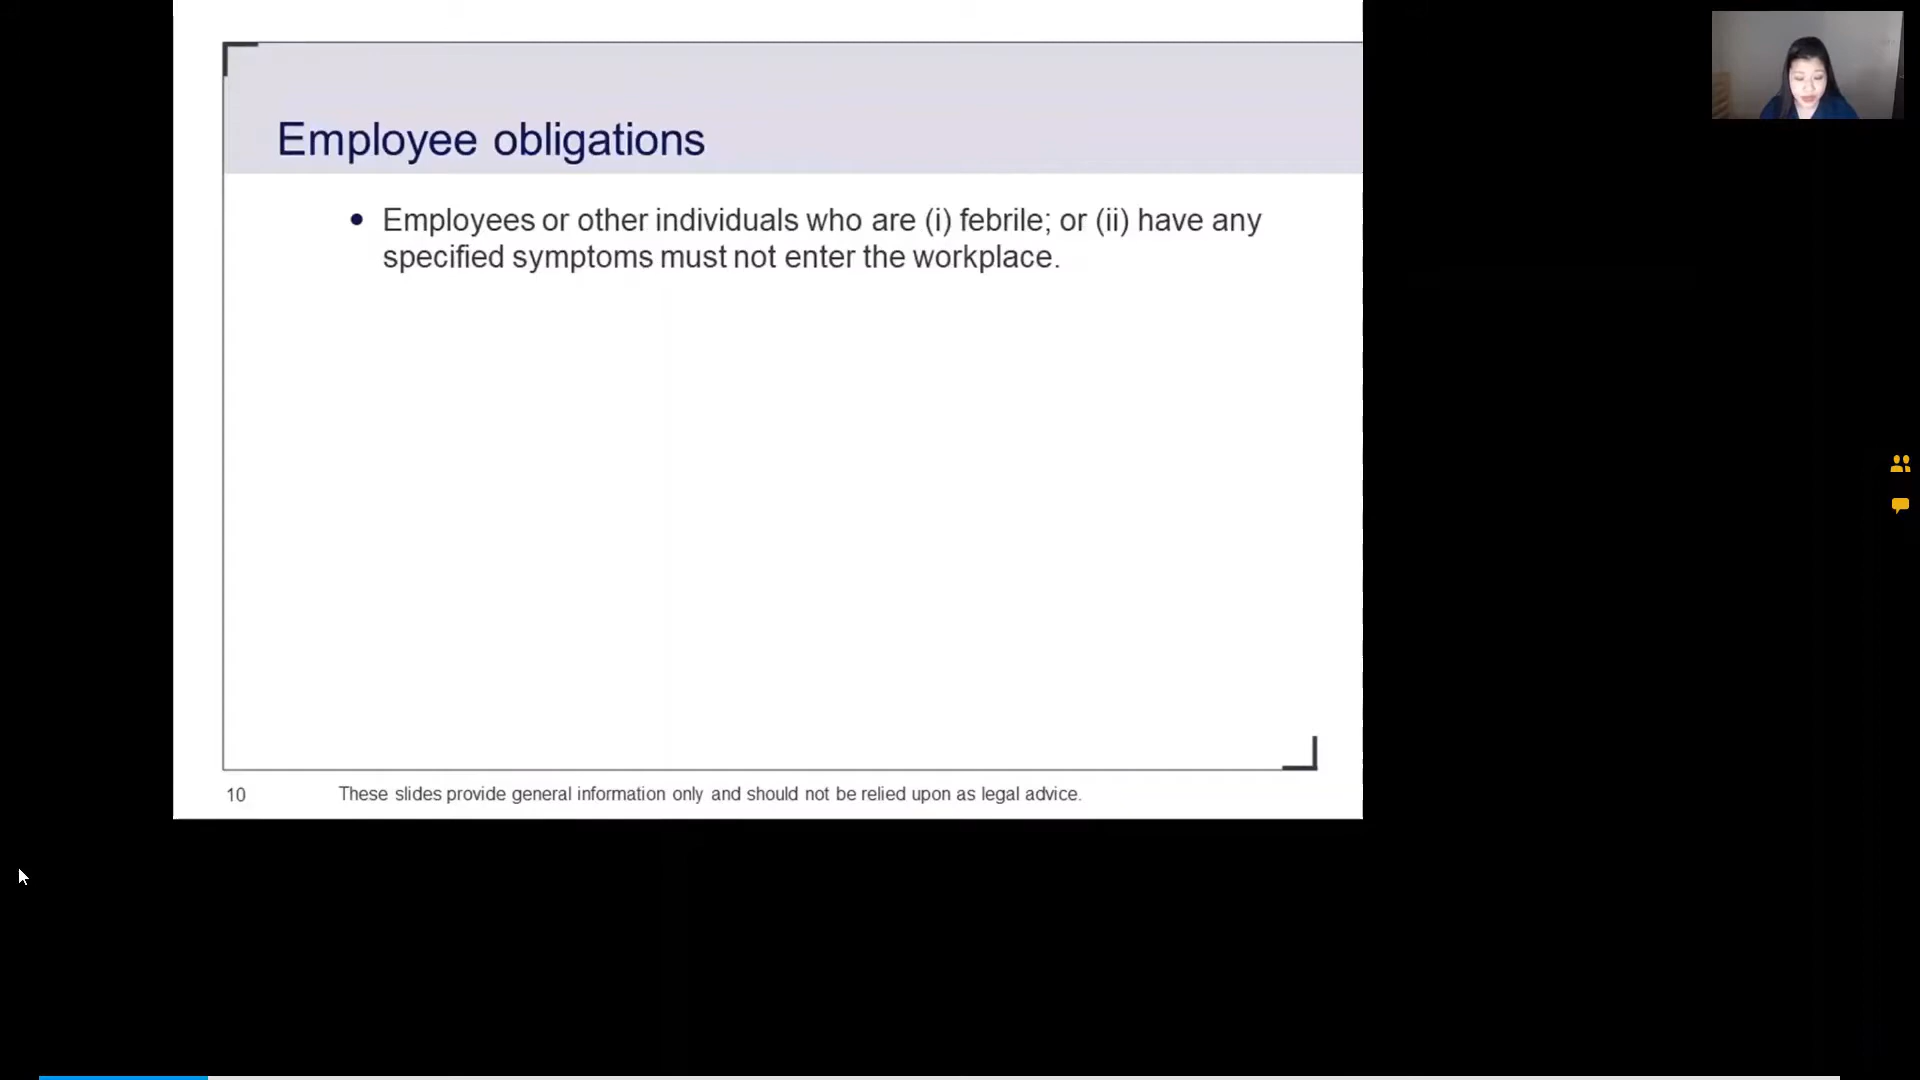 Employee obligations
• Employees or other individuals who are (i) febrile; or (ii) have any
specified symptoms must not enter the workplace.
10
These slides provide general information only and should not be relied upon as legal advice.